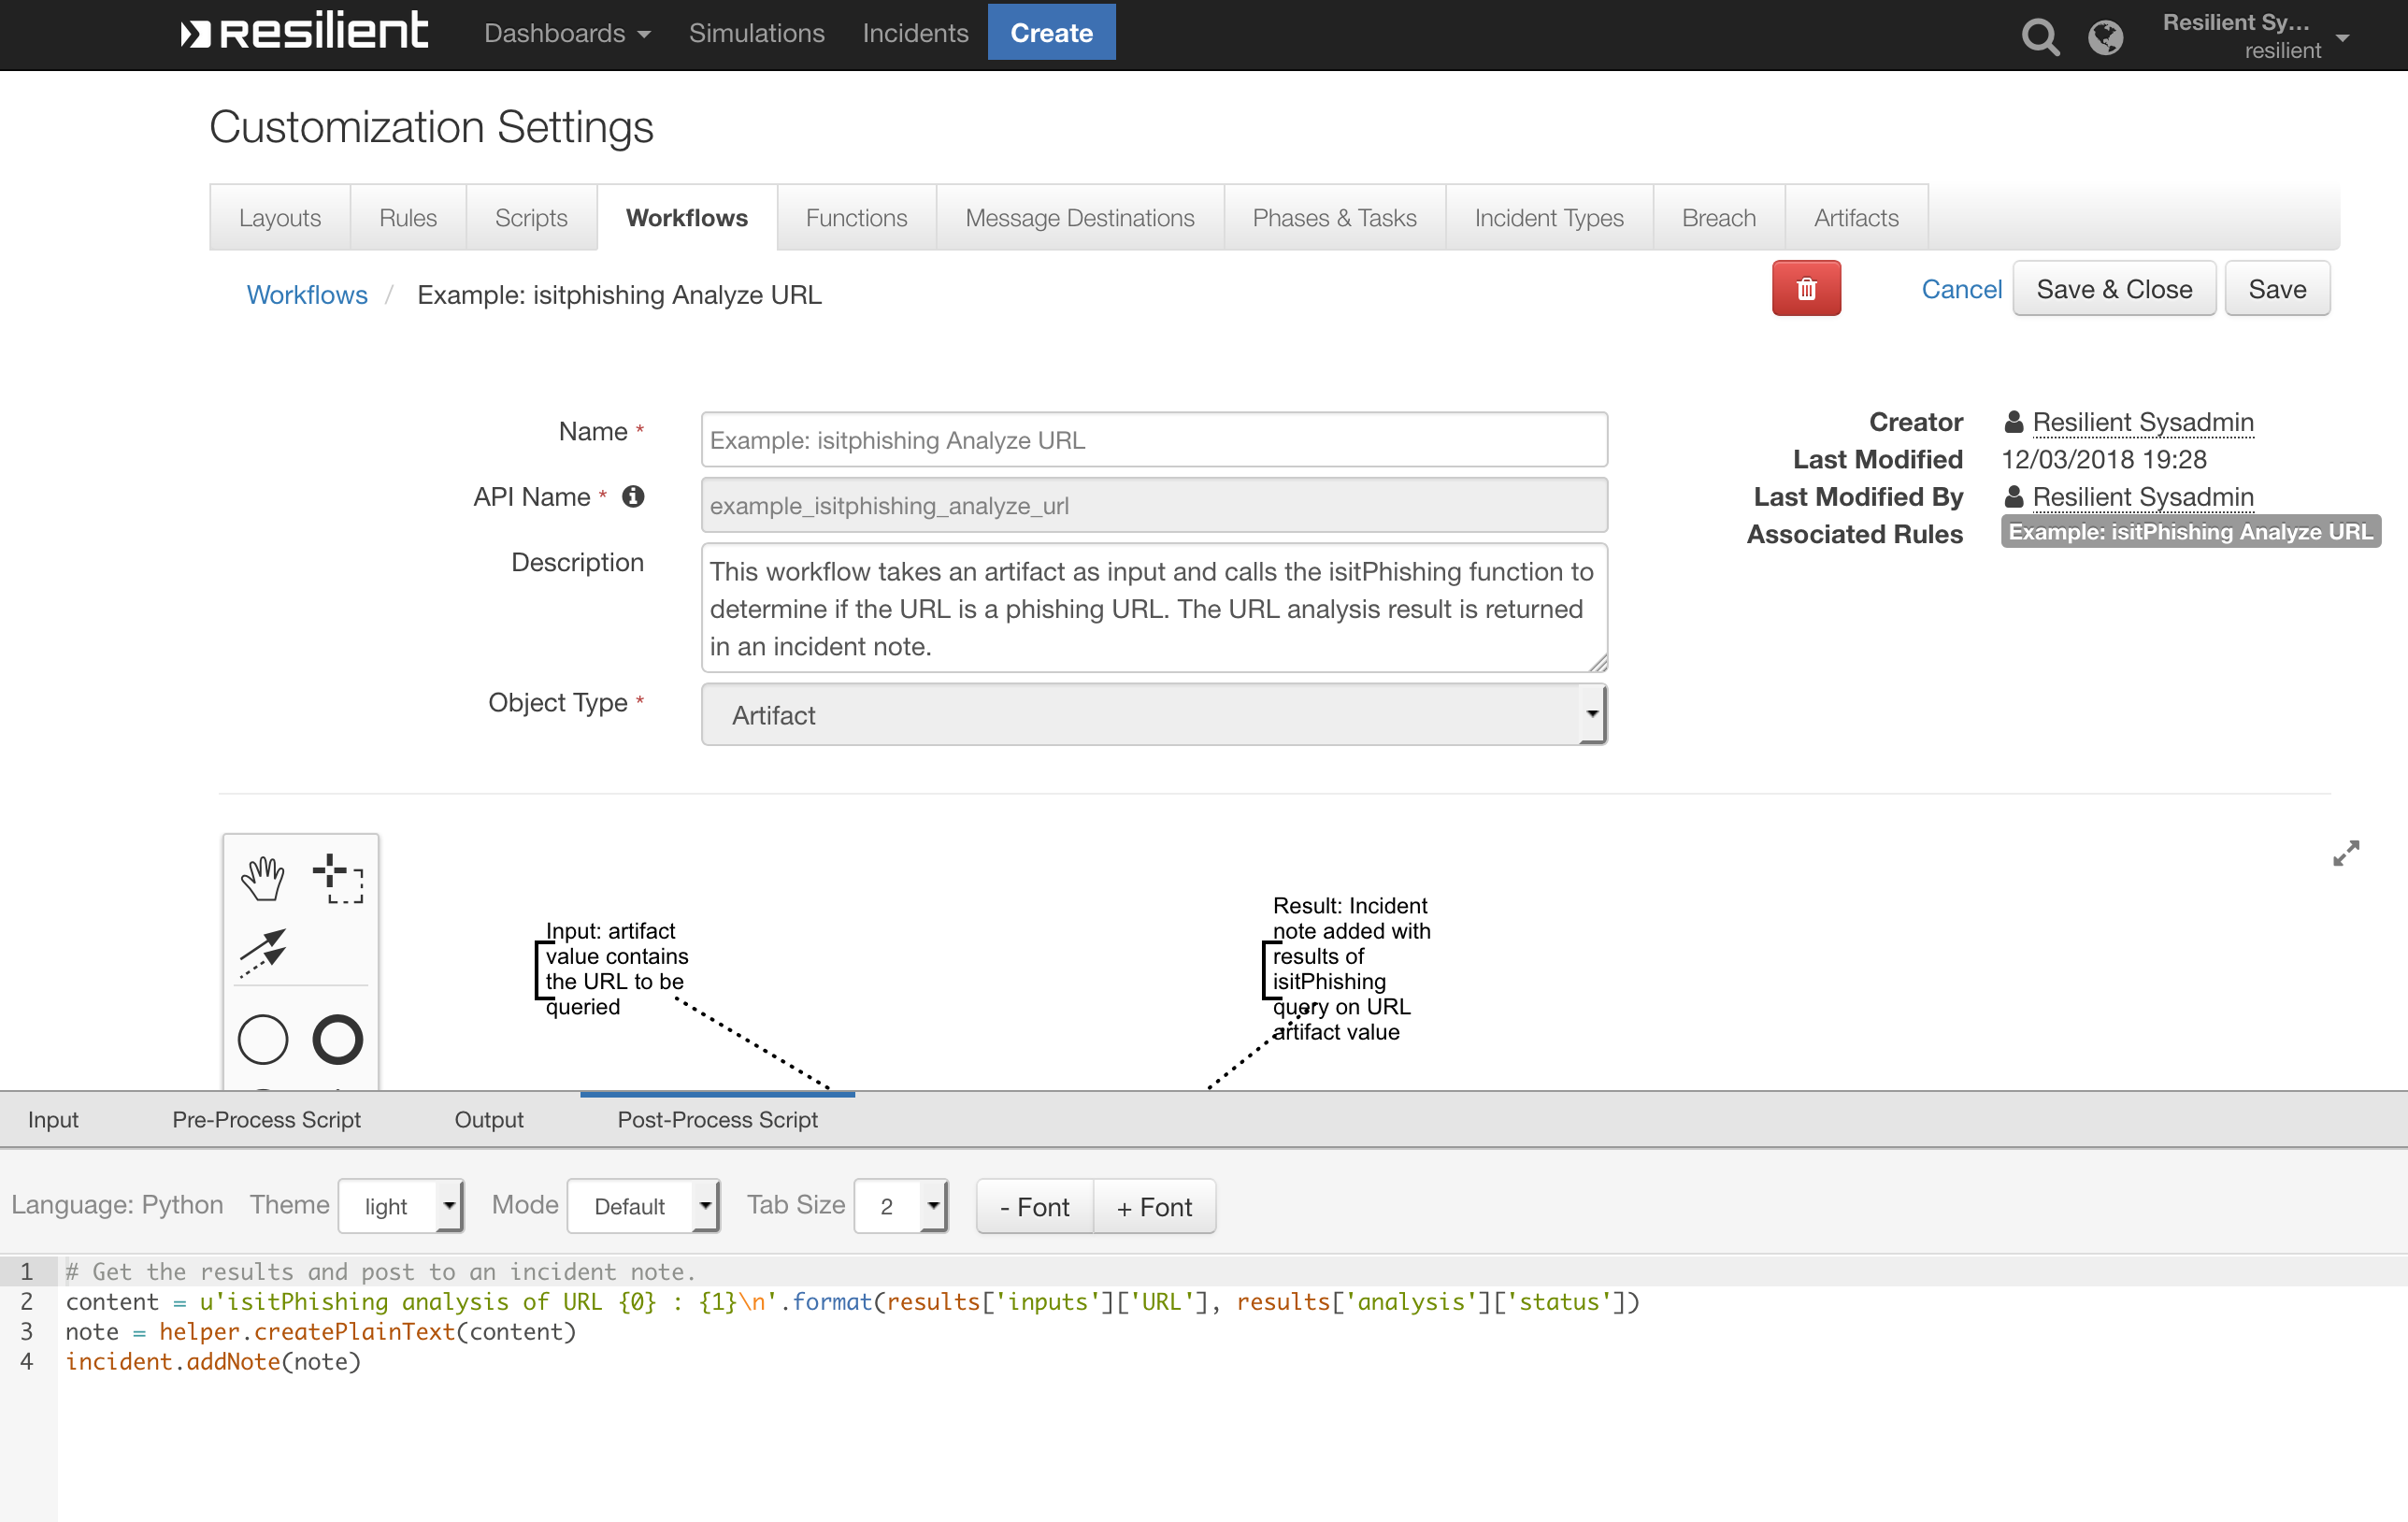 resilient Dashboards Simulations Incidents Create Resilient Sy...
resilient
Customization Settings
Layouts Rules Scripts Workflows Functions Message Destinations Phases & Tasks Incident Types Breach Artifacts
Workflows / Example: isitphishing Analyze URL Cancel Save & Close Save
Name * Example: isitphishing Analyze URL
API Name * example_isitphishing_analyze_url
Description This workflow takes an artifact as input and calls the isitPhishing function to
determine if the URL is a phishing URL. The URL analysis result is returned
in an incident note.
Object Type * Artifact
Creator Resilient Sysadmin
Last Modified 12/03/2018 19:28
Last Modified By Resilient Sysadmin
Associated Rules Example: isitPhishing Analyze URL
Input: artifact
value contains
the URL to be
queried
Result: Incident
note added with
results of
isitPhishing
query on URL
artifact value
Input Pre-Process Script Output Post-Process Script
Language: Python Theme light Mode Default Tab Size 2 - Font + Font
1 # Get the results and post to an incident note.
2 content = u'isitPhishing analysis of URL {0} : {1}\n'.format(results['inputs']['URL'], results['analysis']['status'])
3 note = helper.createPlainText(content)
4 incident.addNote(note)